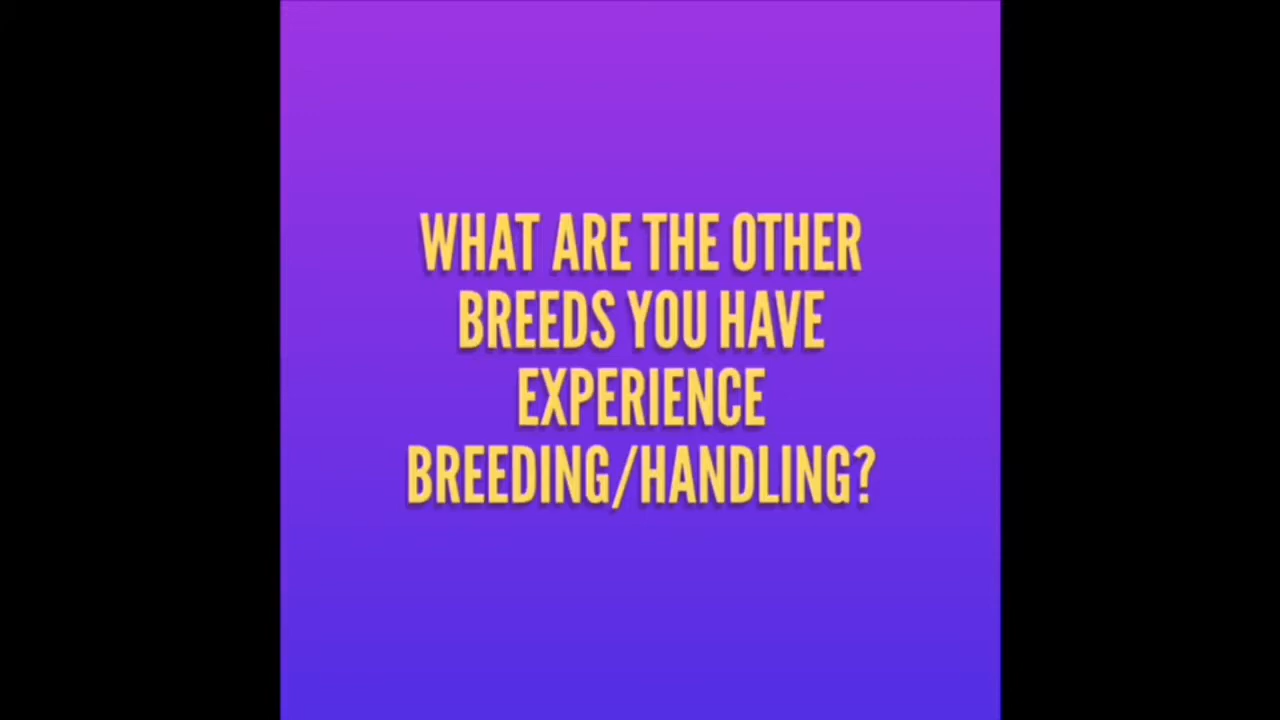 WHAT ARE THE OTHER
BREEDS YOU HAVE
EXPERIENCE
BREEDING/HANDLING?